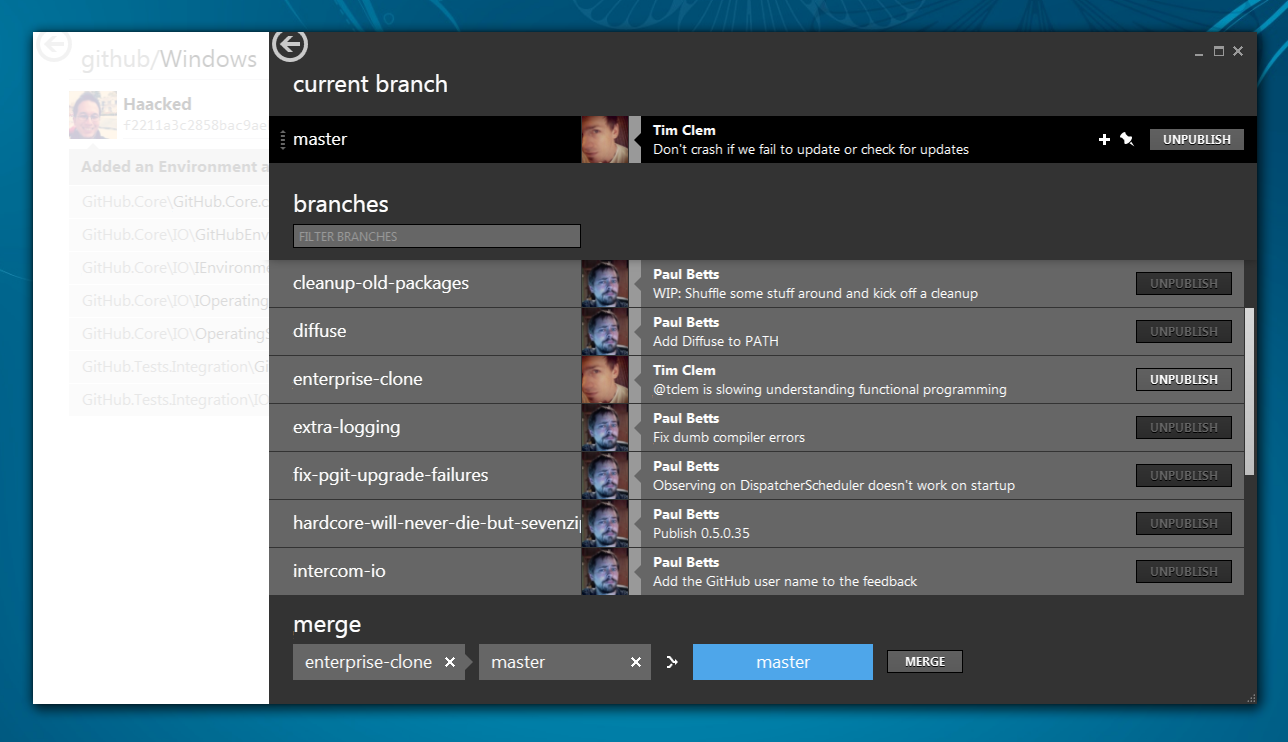 github/Windows
Haacked
f2211a3c2858bac9ae
Added an Environment a
GitHub.Core\GitHub.Core.c
GitHub.Core\IO\GitHubEnv
GitHub.Core\IO\IEnvironme
GitHub.Core\IO\IOperating
GitHub.Core\IO\OperatingS
GitHub.Tests.Integration\Gi
GitHub.Tests.Integration\IO
current branch
master
Tim Clem
Don't crash if we fail to update or check for updates
UNPUBLISH
branches
FILTER BRANCHES
cleanup-old-packages
Paul Betts
WIP: Shuffle some stuff around and kick off a cleanup
UNPUBLISH
diffuse
Paul Betts
Add Diffuse to PATH
UNPUBLISH
enterprise-clone
Tim Clem
@tclem is slowing understanding functional programming
UNPUBLISH
extra-logging
Paul Betts
Fix dumb compiler errors
UNPUBLISH
fix-pgit-upgrade-failures
Paul Betts
Observing on DispatcherScheduler doesn't work on startup
UNPUBLISH
hardcore-will-never-die-but-sevenzip
Paul Betts
Publish 0.5.0.35
UNPUBLISH
intercom-io
Paul Betts
Add the GitHub user name to the feedback
UNPUBLISH
merge
enterprise-clone
master
master
MERGE